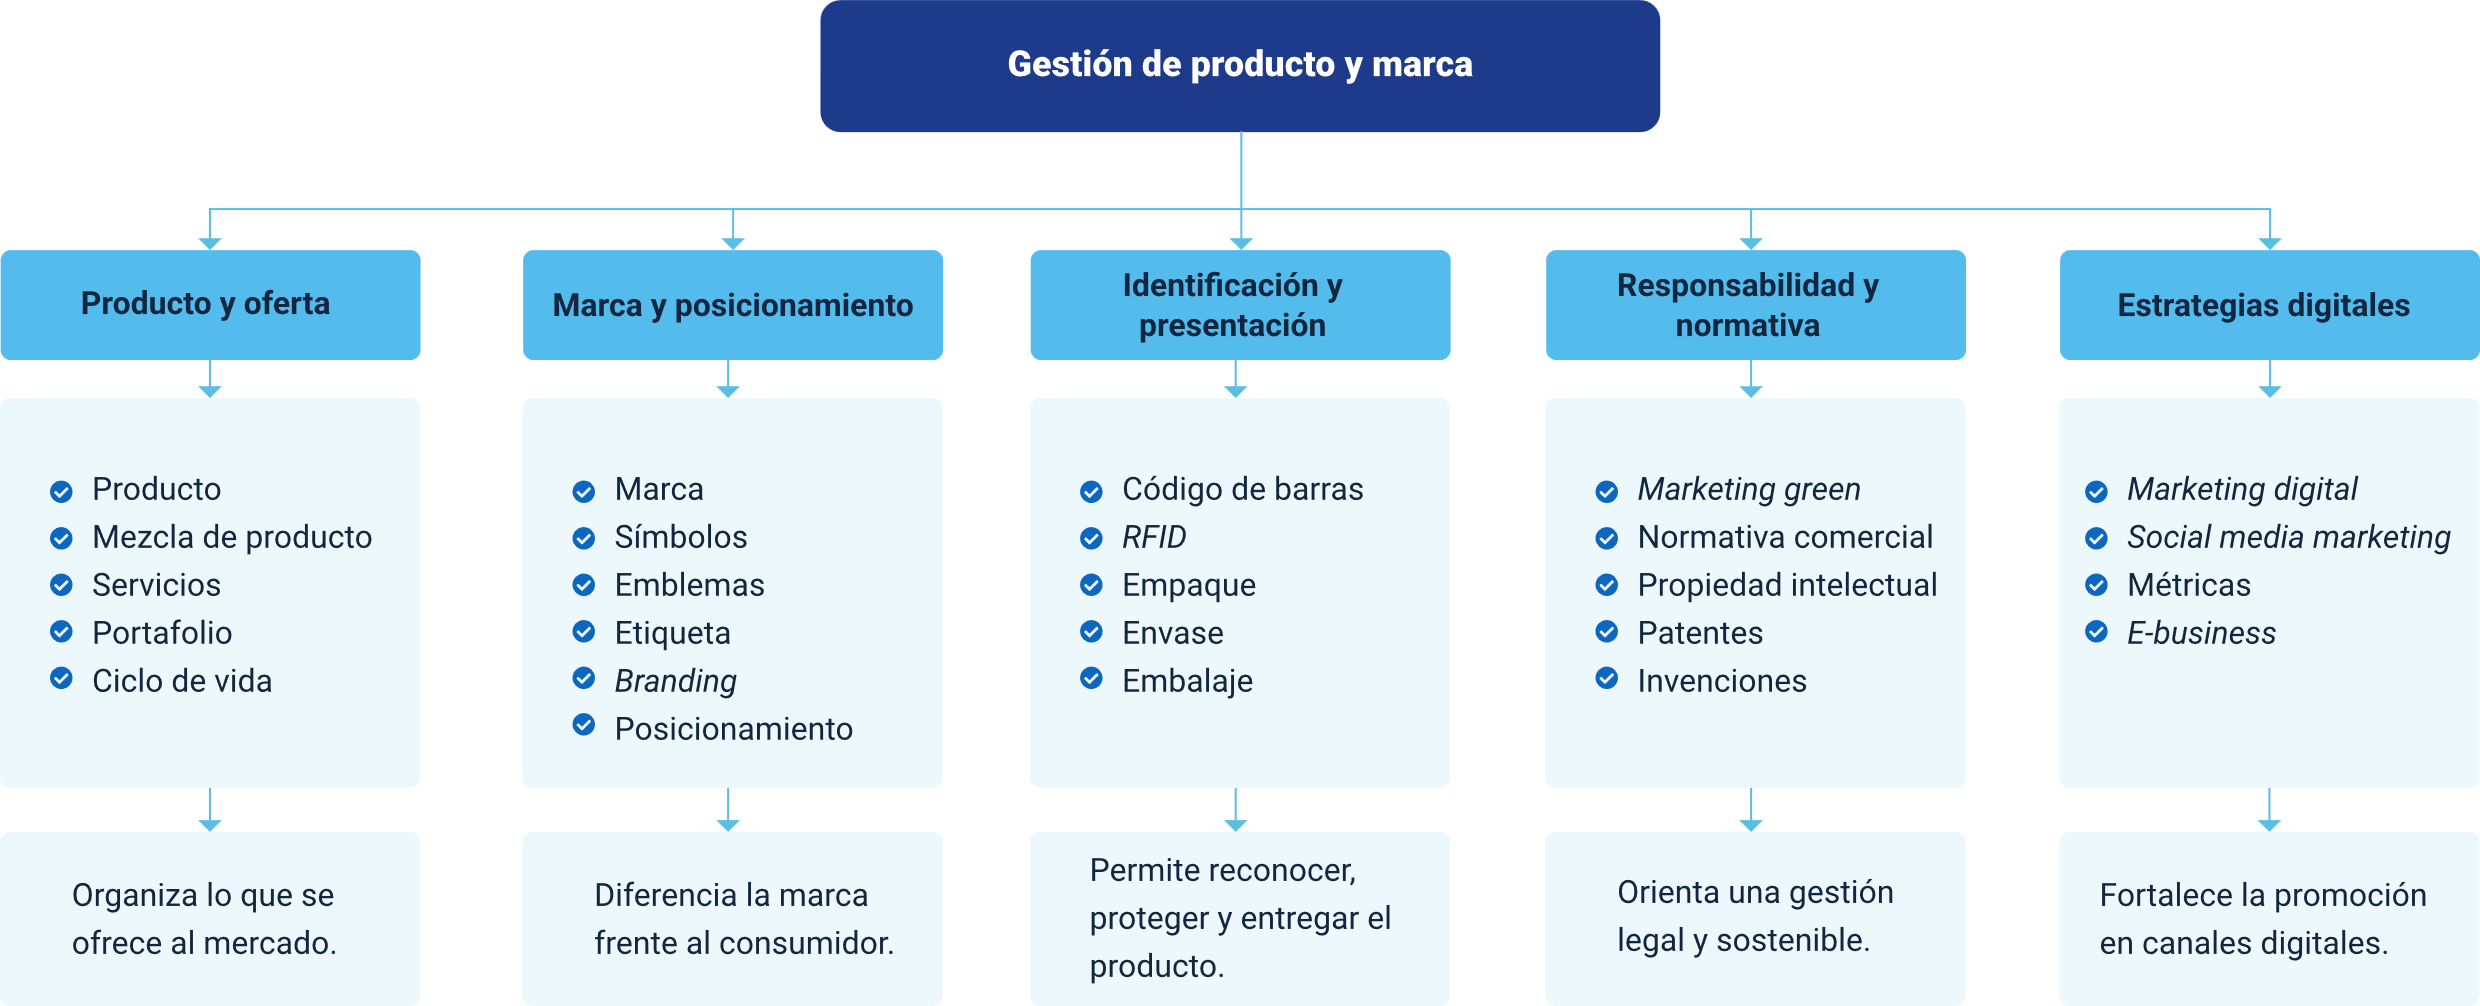 Gestión de producto y marca
Producto y oferta
Producto
Mezcla de producto
Servicios
Portafolio
Ciclo de vida
Organiza lo que se
ofrece al mercado.
Marca y posicionamiento
Marca
Símbolos
Emblemas
Etiqueta
Branding
Posicionamiento
Diferencia la marca
frente al consumidor.
Identificación y
presentación
Código de barras
RFID
Empaque
Envase
Embalaje
Permite reconocer,
proteger y entregar el
producto.
Responsabilidad y
normativa
Marketing green
Normativa comercial
Propiedad intelectual
Patentes
Invenciones
Orienta una gestión
legal y sostenible.
Estrategias digitales
Marketing digital
Social media marketing
Métricas
E-business
Fortalece la promoción
en canales digitales.